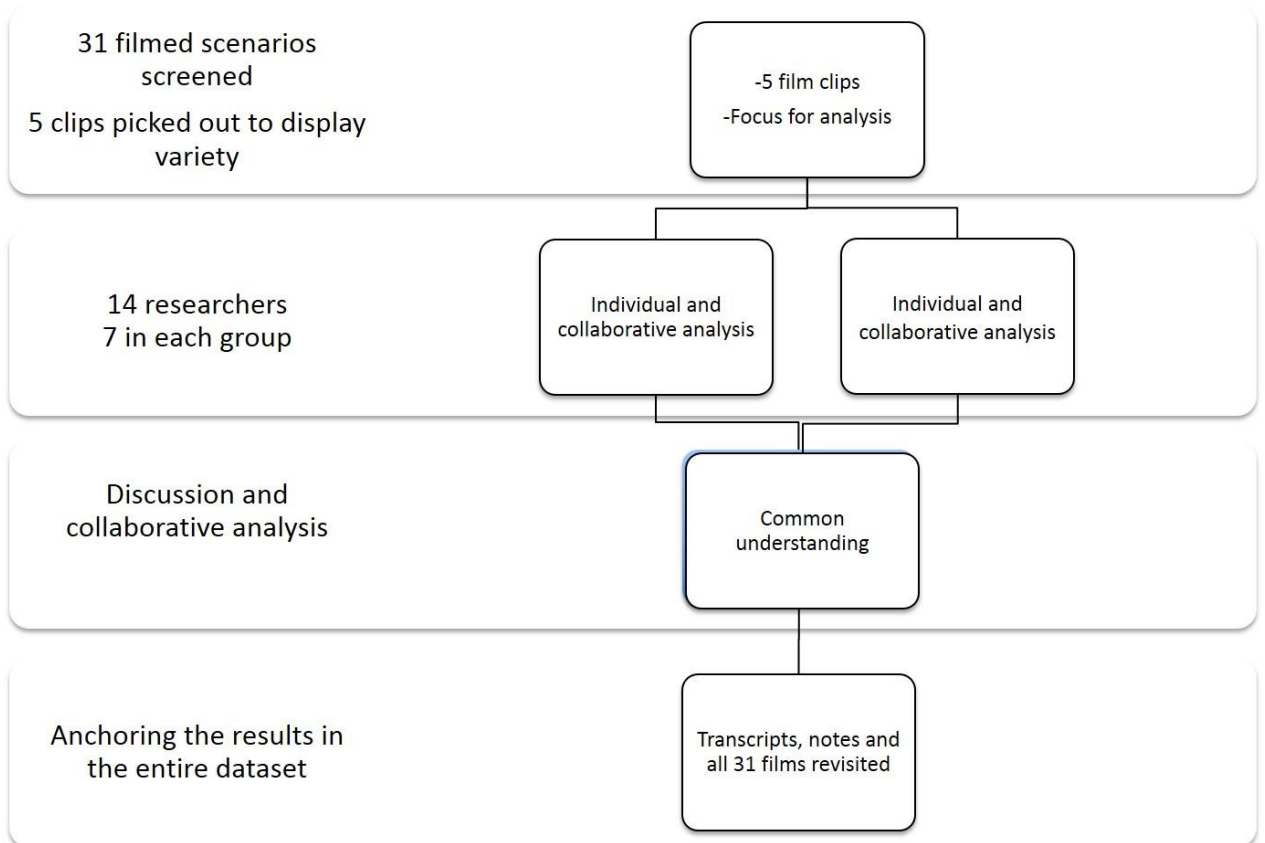 31 filmed scenarios
screened
5 clips picked out to display
variety
-5 film clips
-Focus for analysis
14 researchers
7 in each group
Individual and
collaborative analysis
Individual and
collaborative analysis
Discussion and
collaborative analysis
Common
understanding
Anchoring the results in
the entire dataset
Transcripts, notes and
all 31 films revisited